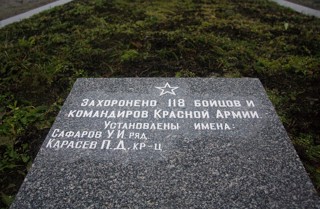 Захоронено 118 бойцов и
командиров Красной Армии.
Установлены имена:
Сафаров У.И, ряд.
Карасев П.Д, кр-ц